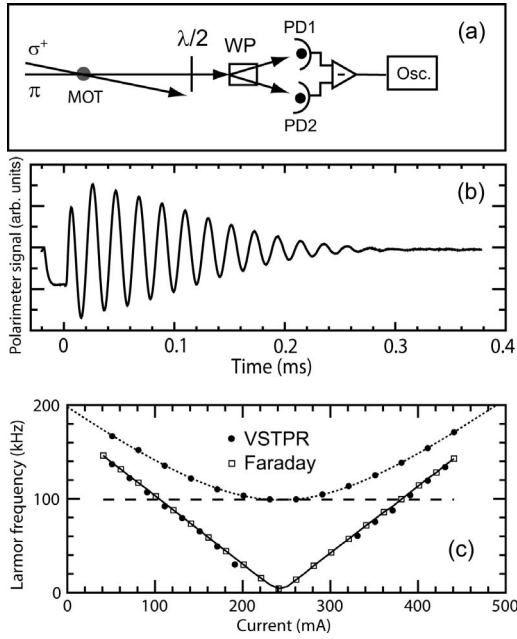 (a)
σ+
π
MOT
λ/2
WP
PD1
PD2
-
Osc.
(b)
Polarimeter signal (arb. units)
0 0.1 0.2 0.3 0.4
Time (ms)
200
100
0
Larmor frequency (kHz)
VSTPR
Faraday
(c)
0 100 200 300 400 500
Current (mA)